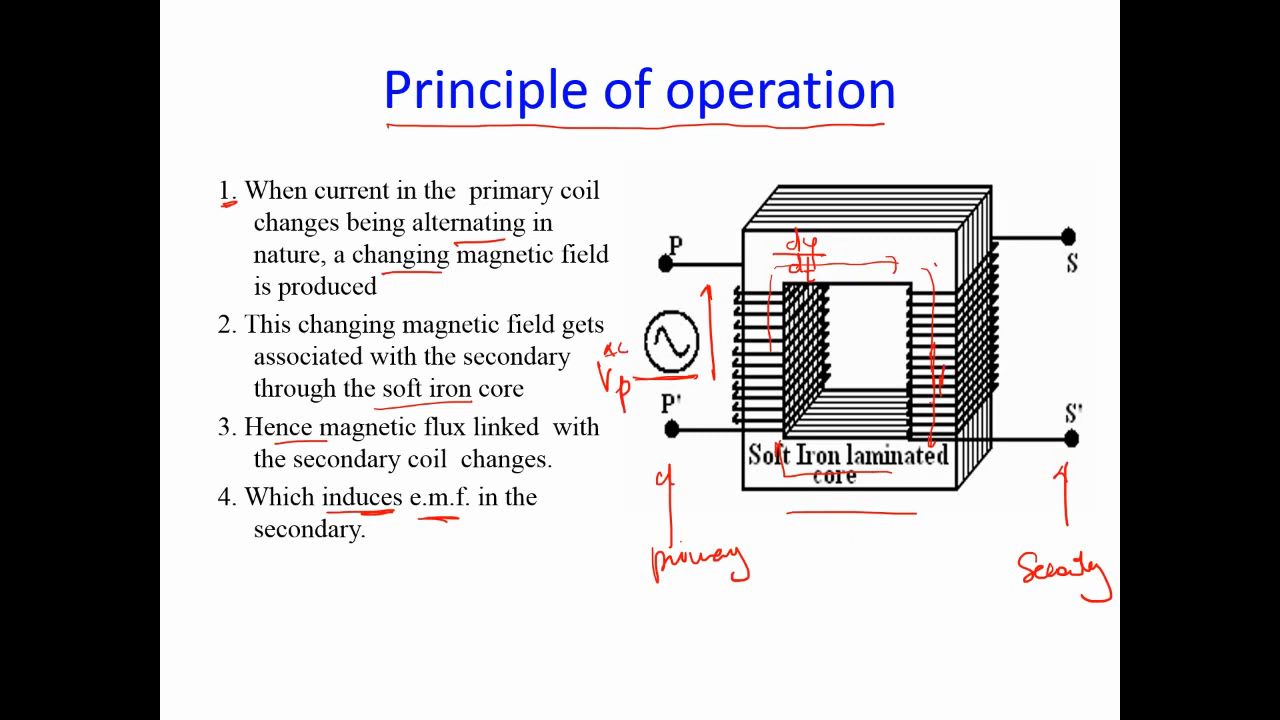 Principle of operation
1. When current in the primary coil
changes being alternating in
nature, a changing magnetic field
is produced
2. This changing magnetic field gets
associated with the secondary
through the soft iron core
3. Hence magnetic flux linked with
the secondary coil changes.
4. Which induces e.m.f. in the
secondary.
P
S
dφ
dt
ac
Vp
P'
S'
Soft Iron laminated
core
primary